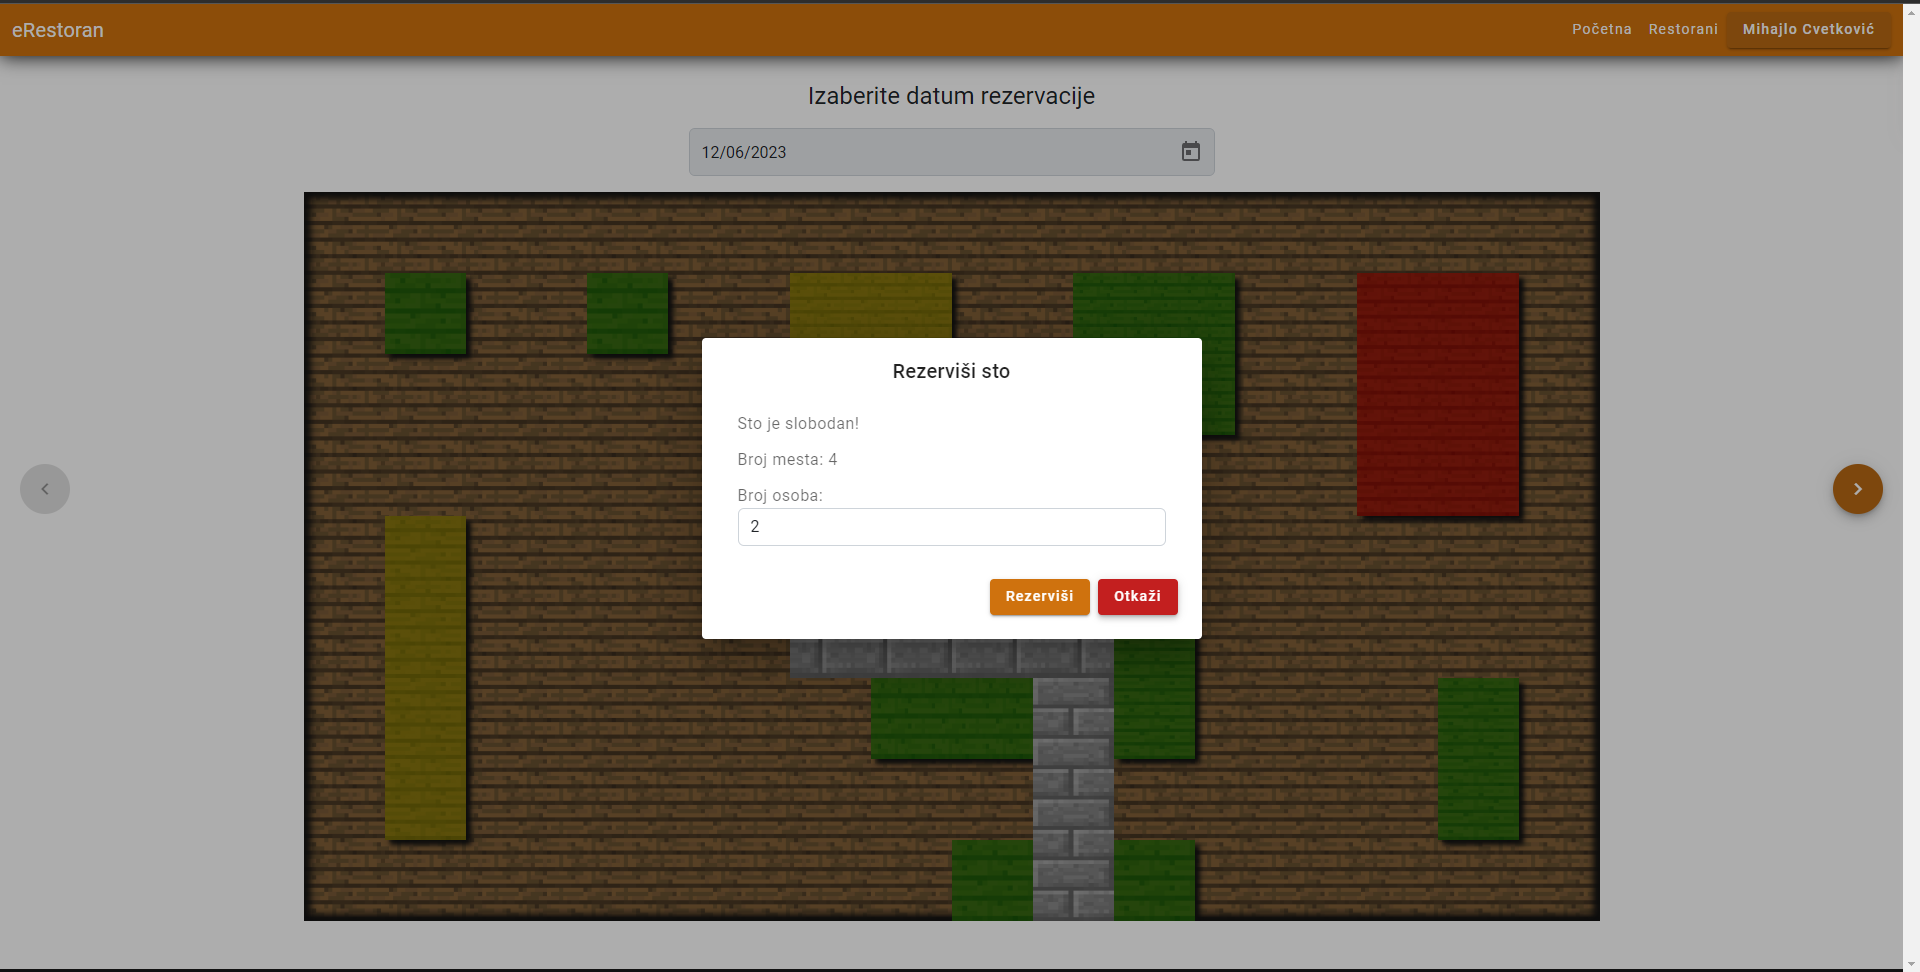 eRestoran
Početna Restorani Mihajlo Cvetković
Izaberite datum rezervacije
12/06/2023
Rezerviši sto
Sto je slobodan!
Broj mesta: 4
Broj osoba:
2
Rezerviši Otkaži